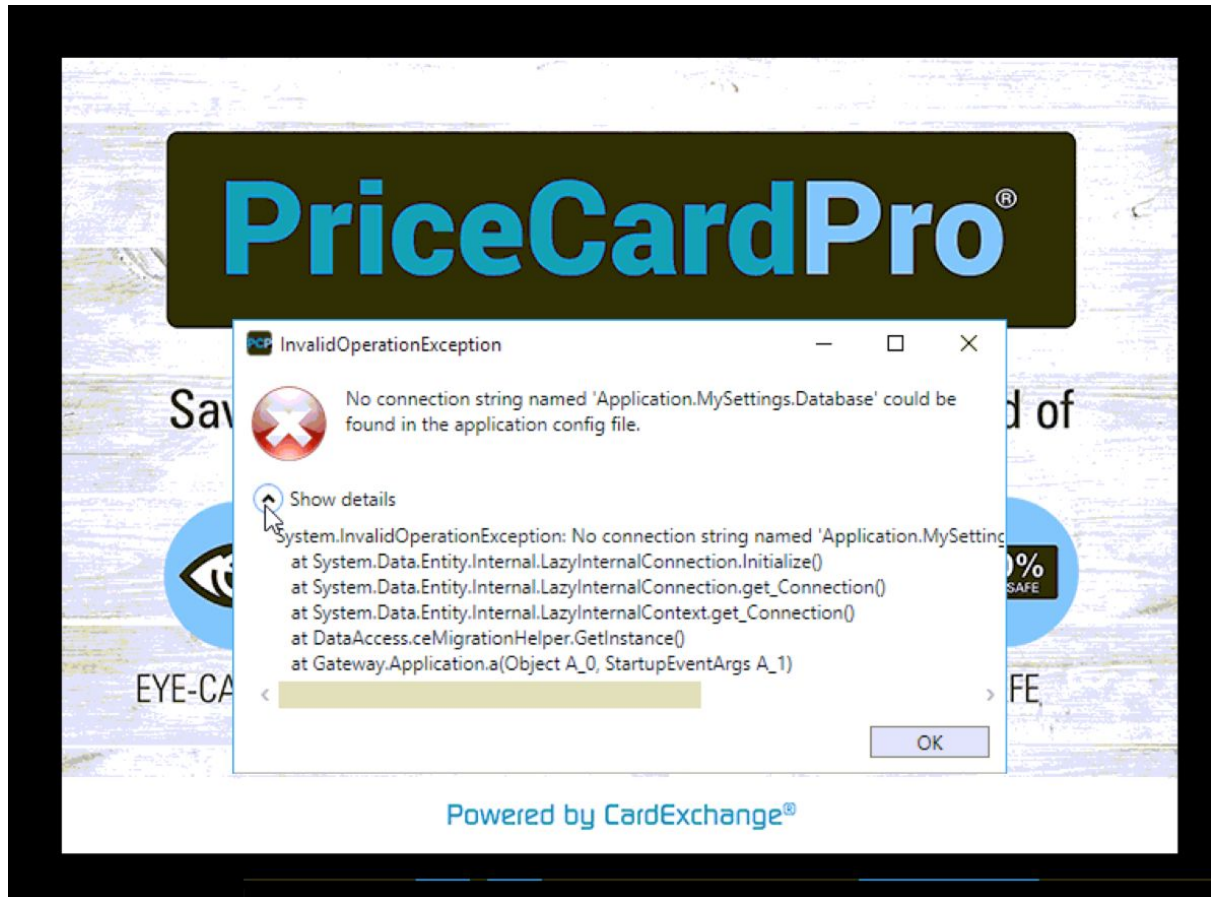 PriceCardPro®
PCP InvalidOperationException
No connection string named 'Application.MySettings.Database' could be
found in the application config file.
Sav
d of
Show details
System.InvalidOperationException: No connection string named 'Application.MySetting
at System.Data.Entity.Internal.LazyInternalConnection.Initialize()
at System.Data.Entity.Internal.LazyInternalConnection.get_Connection()
at System.Data.Entity.Internal.LazyInternalContext.get_Connection()
at DataAccess.ceMigrationHelper.GetInstance()
at Gateway.Application.a(Object A_0, StartupEventArgs A_1)
0%
SAFE
EYE-CA
FE
OK
Powered by CardExchange®